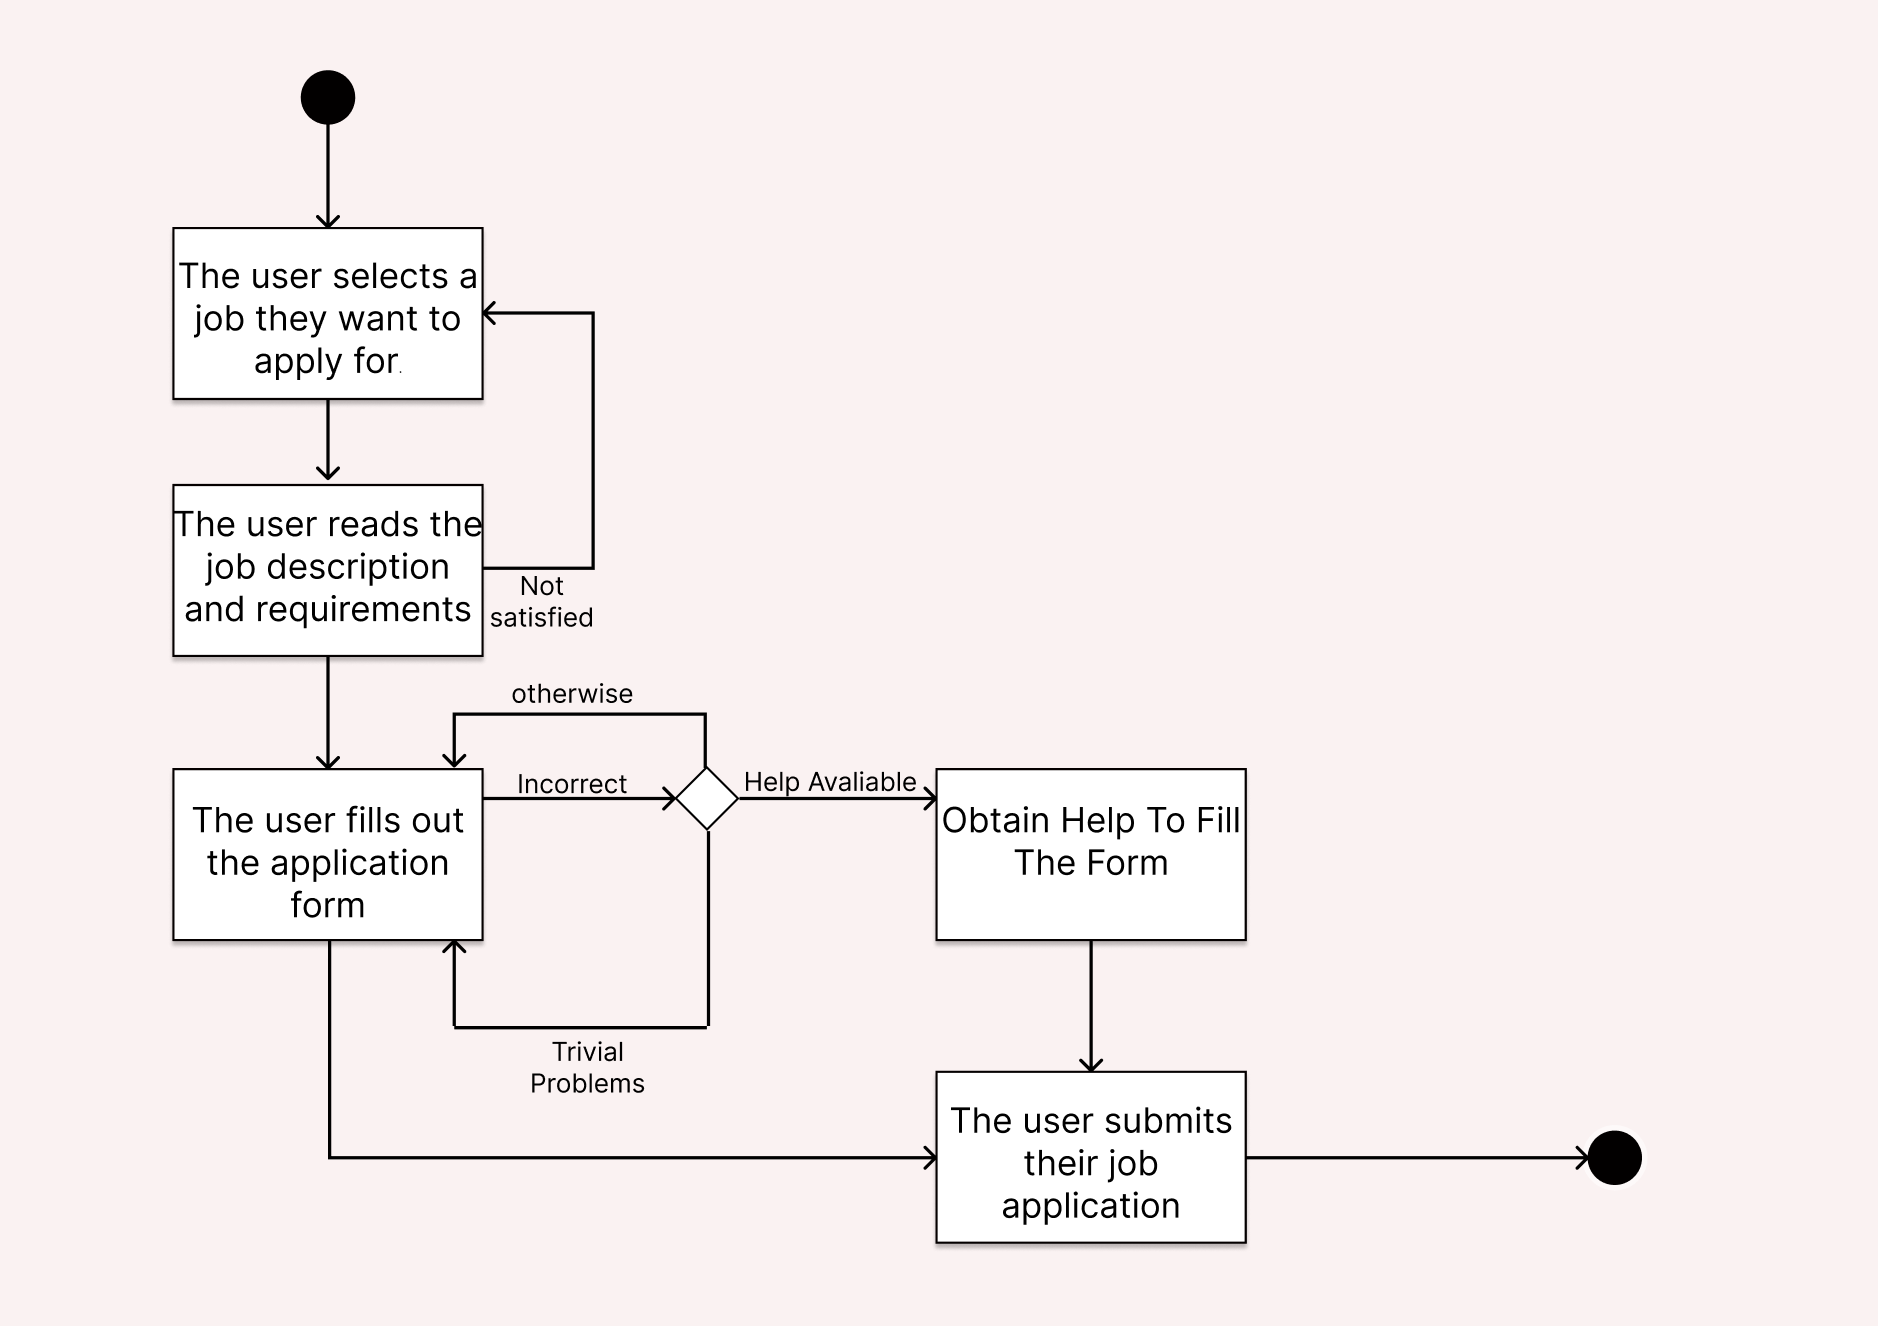 The user selects a
job they want to
apply for.
The user reads the
job description
and requirements
Not
satisfied
otherwise
Incorrect
Help Avaliable
The user fills out
the application
form
Obtain Help To Fill
The Form
Trivial
Problems
The user submits
their job
application